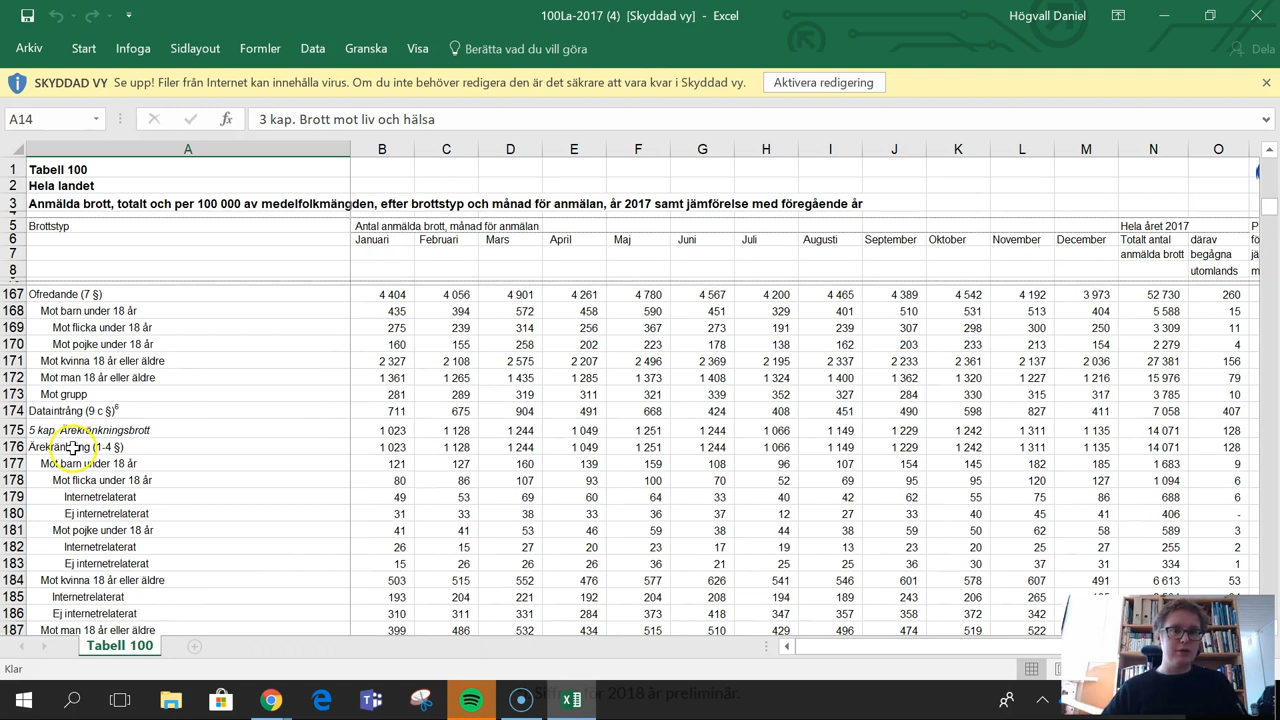 100La-2017 (4) [Skyddad vy] - Excel
Högvall Daniel
Arkiv Start Infoga Sidlayout Formler Data Granska Visa Berätta vad du vill göra Dela
SKYDDAD VY Se upp! Filer från Internet kan innehålla virus. Om du inte behöver redigera den är det säkrare att vara kvar i Skyddad vy. Aktivera redigering
A14 fx 3 kap. Brott mot liv och hälsa
A B C D E F G H I J K L M N O
1 Tabell 100
2 Hela landet
3 Anmälda brott, totalt och per 100 000 av medelfolkmängden, efter brottstyp och månad för anmälan, år 2017 samt jämförelse med föregående år
5 Brottstyp Antal anmälda brott, månad för anmälan Hela året 2017 P
6 Januari Februari Mars April Maj Juni Juli Augusti September Oktober November December Totalt antal därav fo
7 anmälda brott begågna jä
8 utomlands m
167 Ofredande (7 §) 4 404 4 056 4 901 4 261 4 780 4 567 4 200 4 465 4 389 4 542 4 192 3 973 52 730 260
168 Mot barn under 18 år 435 394 572 458 590 451 329 401 510 531 513 404 5 588 15
169 Mot flicka under 18 år 275 239 314 256 367 273 191 239 307 298 300 250 3 309 11
170 Mot pojke under 18 år 160 155 258 202 223 178 138 162 203 233 213 154 2 279 4
171 Mot kvinna 18 år eller äldre 2 327 2 108 2 575 2 207 2 496 2 369 2 195 2 337 2 233 2 361 2 137 2 036 27 381 156
172 Mot man 18 år eller äldre 1 361 1 265 1 435 1 285 1 373 1 408 1 324 1 400 1 362 1 320 1 227 1 216 15 976 79
173 Mot grupp 281 289 319 311 321 339 352 327 284 330 315 317 3 785 10
174 Dataintrång (9 c §)6 711 675 904 491 668 424 408 451 490 598 827 411 7 058 407
175 5 kap. Ärekränkningsbrott 1 023 1 128 1 244 1 049 1 251 1 244 1 066 1 149 1 229 1 242 1 311 1 135 14 071 128
176 Ärekränkning (1-4 §) 1 023 1 128 1 244 1 049 1 251 1 244 1 066 1 149 1 229 1 242 1 311 1 135 14 071 128
177 Mot barn under 18 år 121 127 160 139 159 108 96 107 154 145 182 185 1 683 9
178 Mot flicka under 18 år 80 86 107 93 100 70 52 69 95 95 120 127 1 094 6
179 Internetrelaterat 49 53 69 60 64 33 40 42 62 55 75 86 688 6
180 Ej internetrelaterat 31 33 38 33 36 37 12 27 33 40 45 41 406 -
181 Mot pojke under 18 år 41 41 53 46 59 38 44 38 59 50 62 58 589 3
182 Internetrelaterat 26 15 27 20 23 17 19 13 23 20 25 27 255 2
183 Ej internetrelaterat 15 26 26 26 36 21 25 25 36 30 37 31 334 1
184 Mot kvinna 18 år eller äldre 503 515 552 476 577 626 541 546 601 578 607 491 6 613 53
185 Internetrelaterat 193 204 221 192 204 208 194 189 243 206 265
186 Ej internetrelaterat 310 311 331 284 373 418 347 357 358 372 342
187 Mot man 18 år eller äldre 399 486 532 434 515 510 429 496 474 519 522
Tabell 100
Klar
Siffror för 2018 är preliminär.